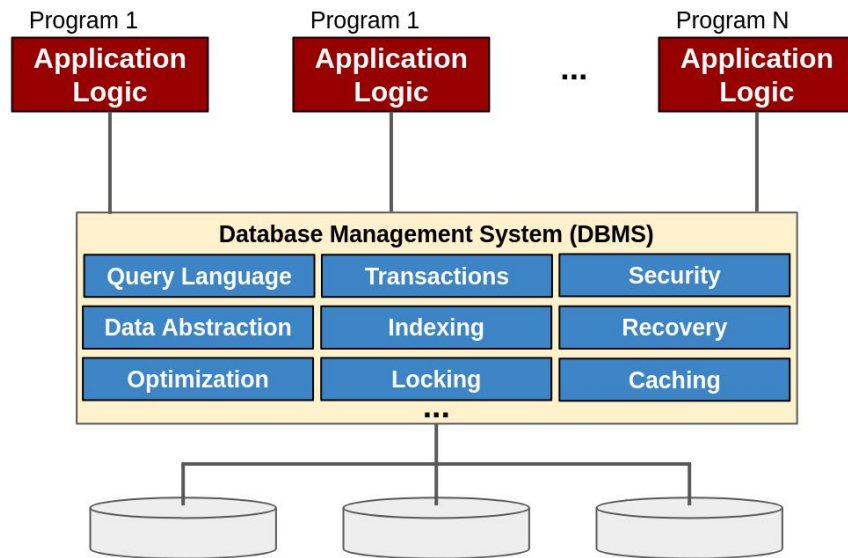 Program 1
Program 1
Program N
Application
Logic
Application
Logic
...
Application
Logic
Database Management System (DBMS)
Query Language
Transactions
Security
Data Abstraction
Indexing
Recovery
Optimization
Locking
Caching
...